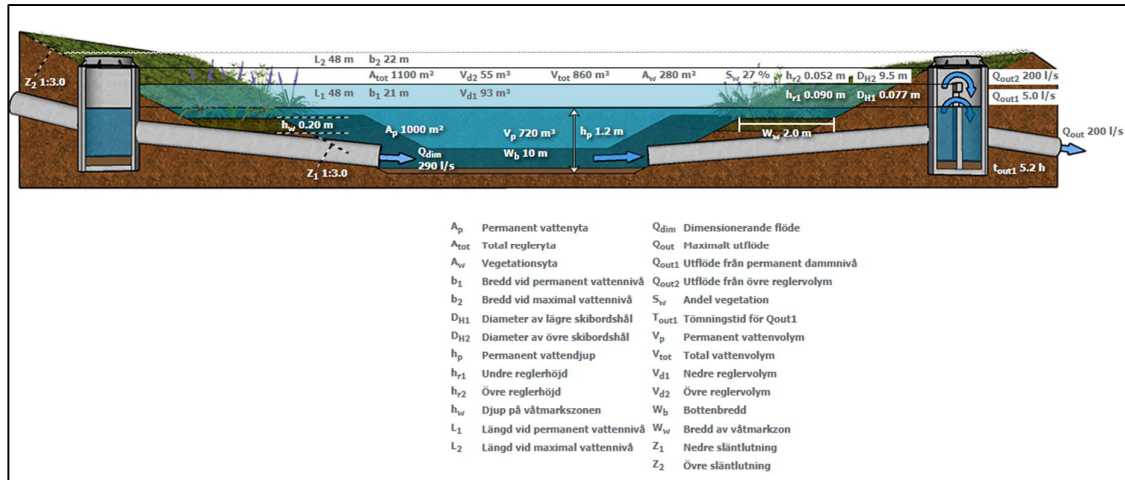 L2 48 m b2 22 m
Z2 1:3.0
Atot 1100 m² Vd2 55 m³ Vtot 860 m³ Aw 280 m² Sw 27 % hr2 0.052 m DH2 9.5 m Qout2 200 l/s
L1 48 m b1 21 m Vd1 93 m³ hr1 0.090 m DH1 0.077 m Qout1 5.0 l/s
hw 0.20 m Ap 1000 m² Vp 720 m³ hp 1.2 m Ww 2.0 m Qout 200 l/s
Wb 10 m
Qdim
290 l/s
Z1 1:3.0
tout1 5.2 h
Ap Permanent vattenyta
Atot Total regleryta
Aw Vegetationsyta
b1 Bredd vid permanent vattennivå
b2 Bredd vid maximal vattennivå
DH1 Diameter av lägre skibordshål
DH2 Diameter av övre skibordshål
hp Permanent vattendjup
hr1 Undre reglerhöjd
hr2 Övre reglerhöjd
hw Djup på våtmarkszonen
L1 Längd vid permanent vattennivå
L2 Längd vid maximal vattennivå
Qdim Dimensionerande flöde
Qout Maximalt utflöde
Qout1 Utflöde från permanent dammnivå
Qout2 Utflöde från övre reglervolym
Sw Andel vegetation
Tout1 Tömningstid för Qout1
Vp Permanent vattenvolym
Vtot Total vattenvolym
Vd1 Nedre reglervolym
Vd2 Övre reglervolym
Wb Bottenbredd
Ww Bredd av våtmarkzon
Z1 Nedre släntlutning
Z2 Övre släntlutning